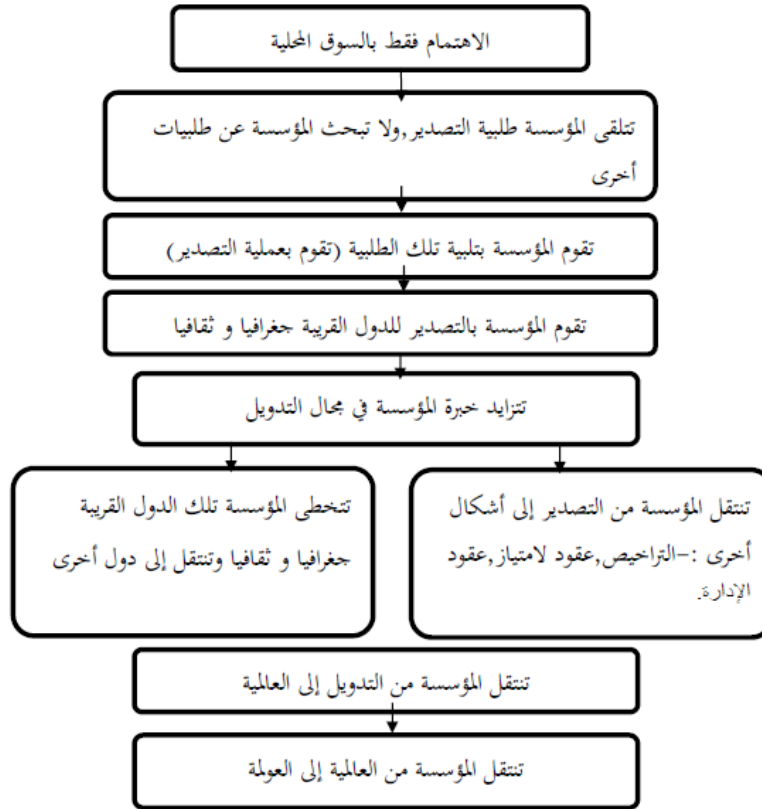 الاهتمام فقط بالسوق المحلية
تتلقى المؤسسة طلبية التصدير,ولا تبحث المؤسسة عن طلبيات
أخرى
تقوم المؤسسة بتلبية تلك الطلبية (تقوم بعملية التصدير)
تقوم المؤسسة بالتصدير للدول القريبة جغرافيا و ثقافيا
تتزايد خبرة المؤسسة في مجال التدويل
تنتقل المؤسسة من التصدير إلى أشكال
أخرى :-التراخيص,عقود لامتياز,عقود
الإدارة.
تتخطى المؤسسة تلك الدول القريبة
جغرافيا و ثقافيا وتنتقل إلى دول أخرى
تنتقل المؤسسة من التدويل إلى العالمية
تنتقل المؤسسة من العالمية إلى العولمة